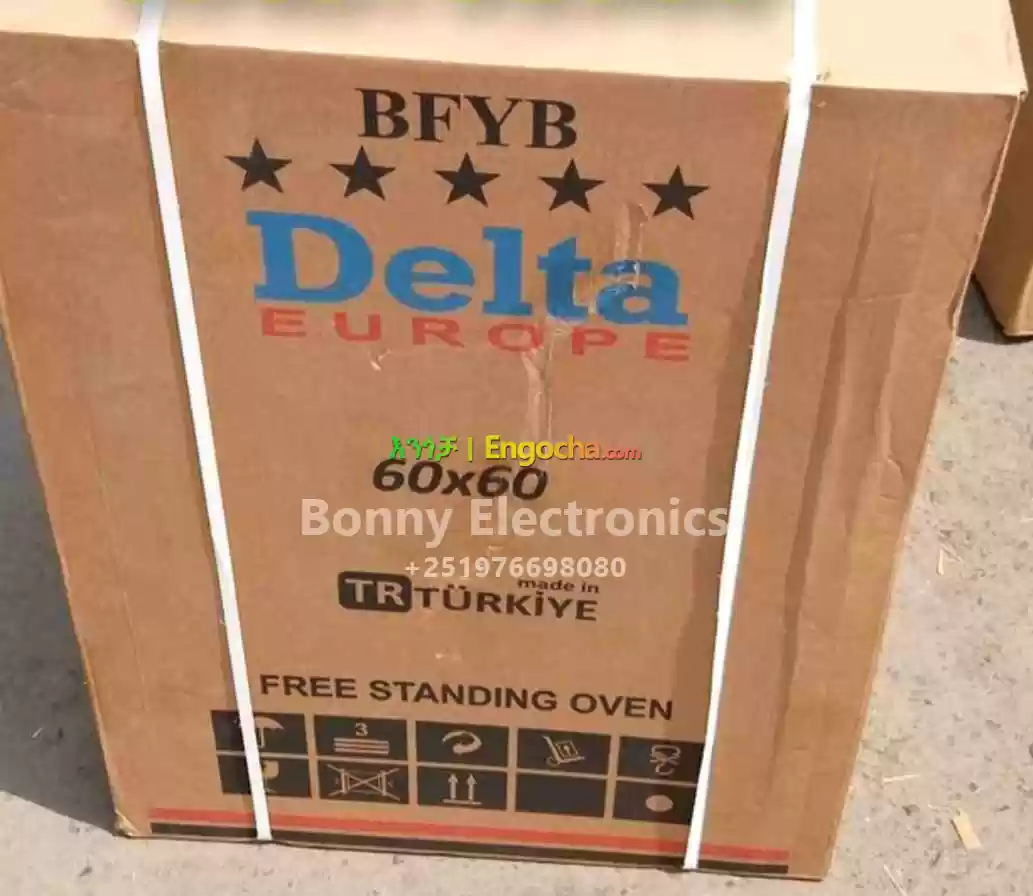 BFYB
Delta
EUROPE
እንጎቻ | Engocha.com
60x60
Bonny Electronics
+251976698080
TR made in TÜRKİYE
FREE STANDING OVEN
3